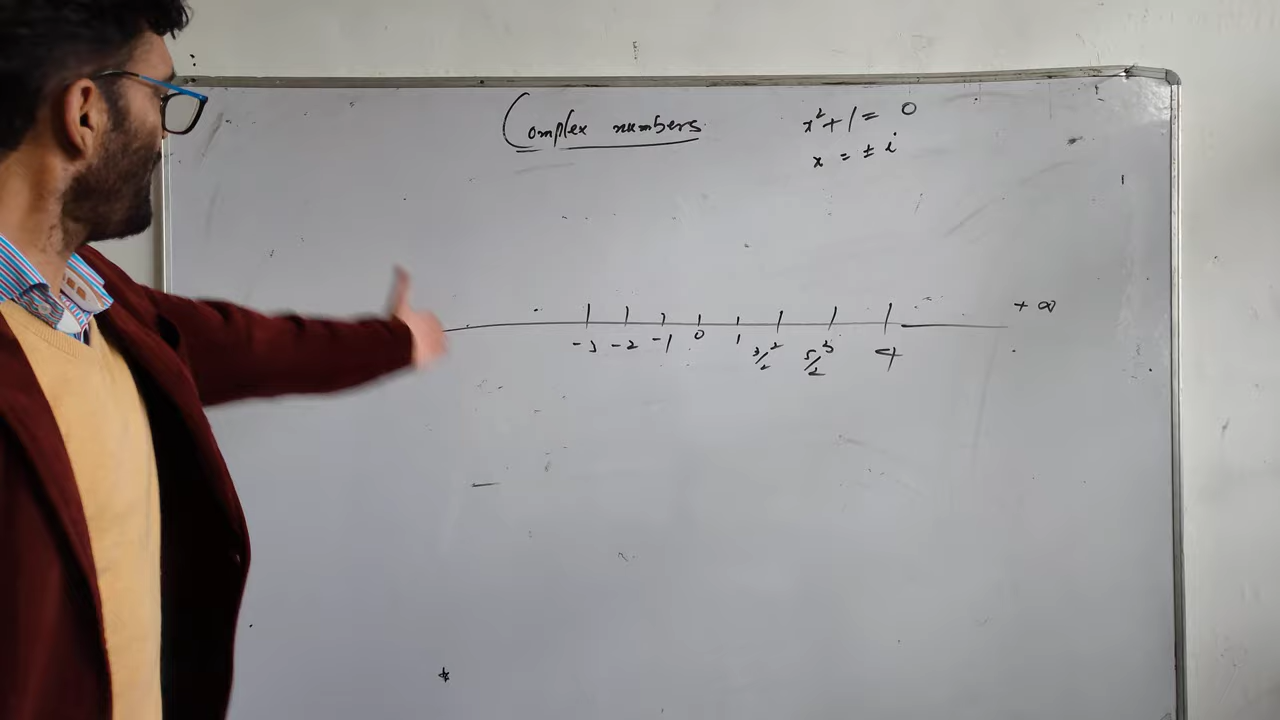 Complex numbers
x²+1=0
x = ± i
+ ∞
-3 -2 -1 0 1 3/2 2 5/2 3 4